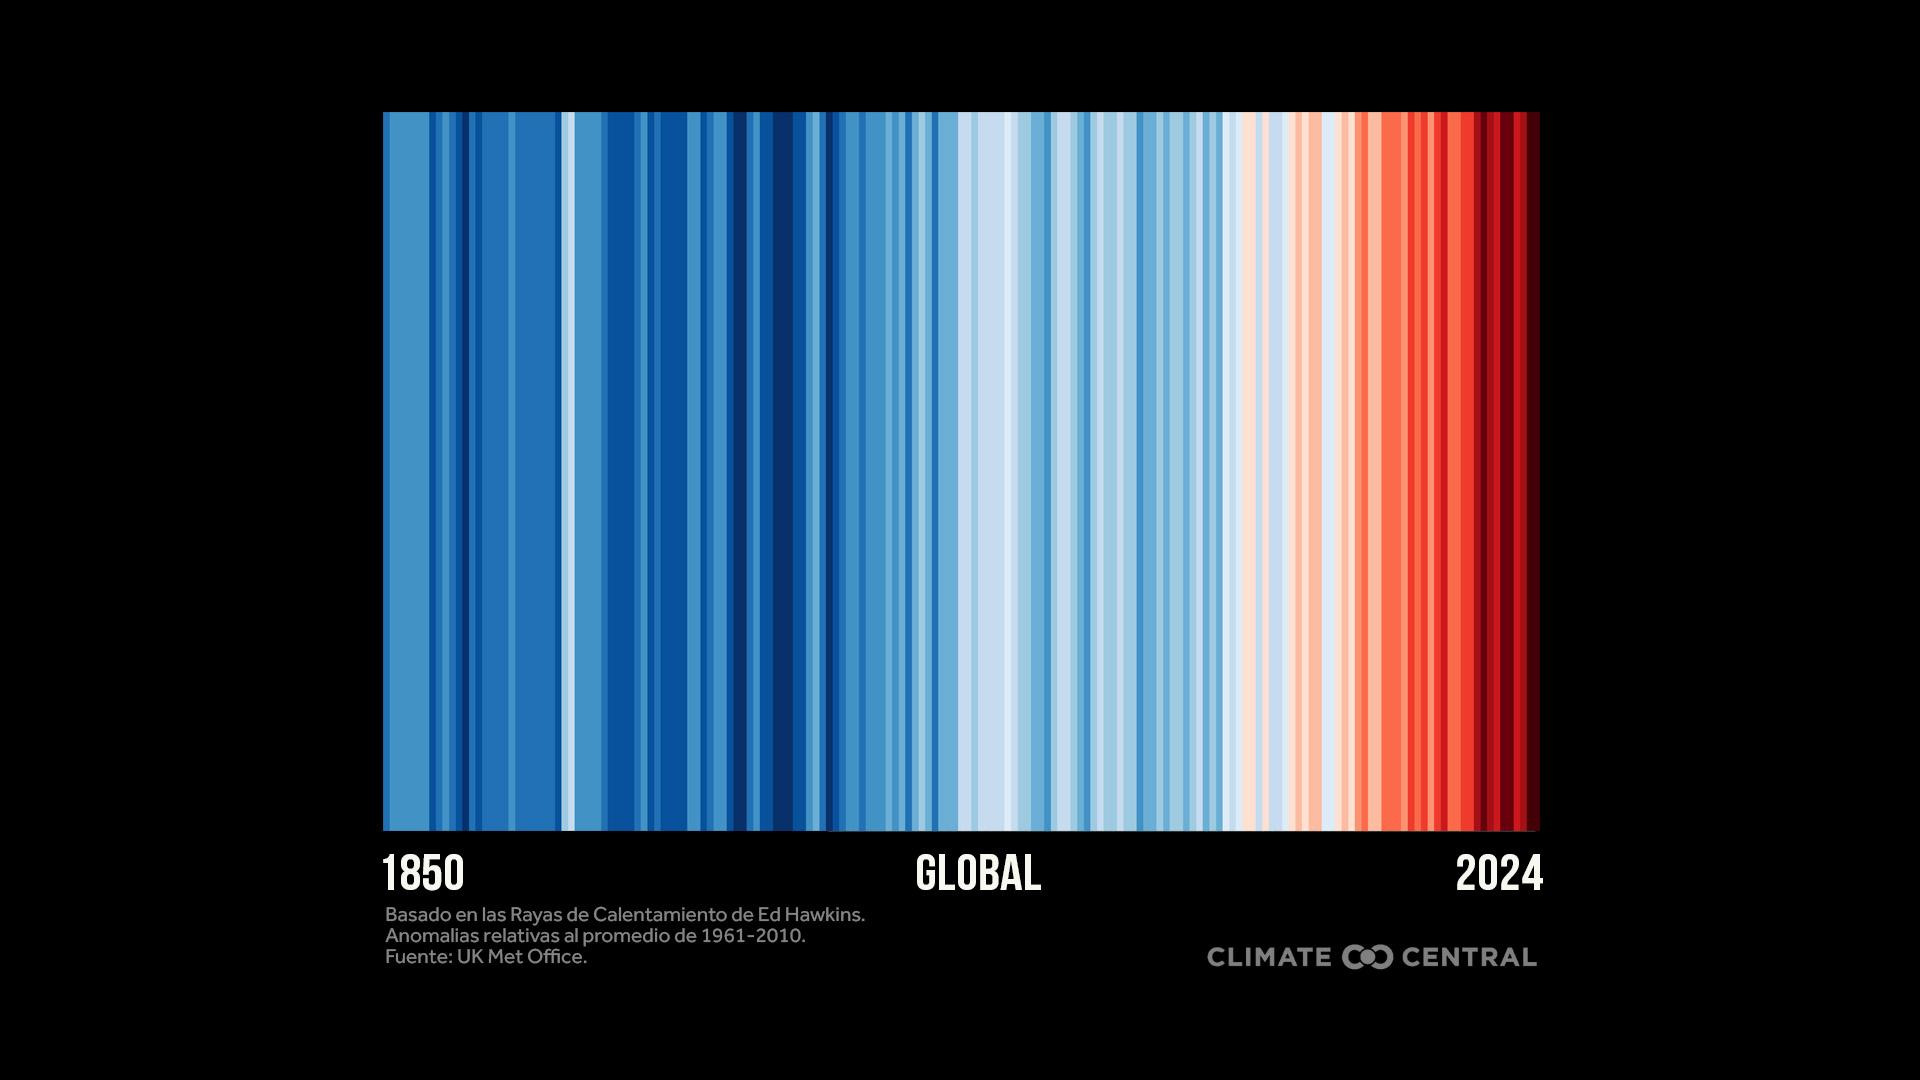 1850 GLOBAL 2024
Basado en las Rayas de Calentamiento de Ed Hawkins.
Anomalias relativas al promedio de 1961-2010.
Fuente: UK Met Office.
CLIMATE CENTRAL